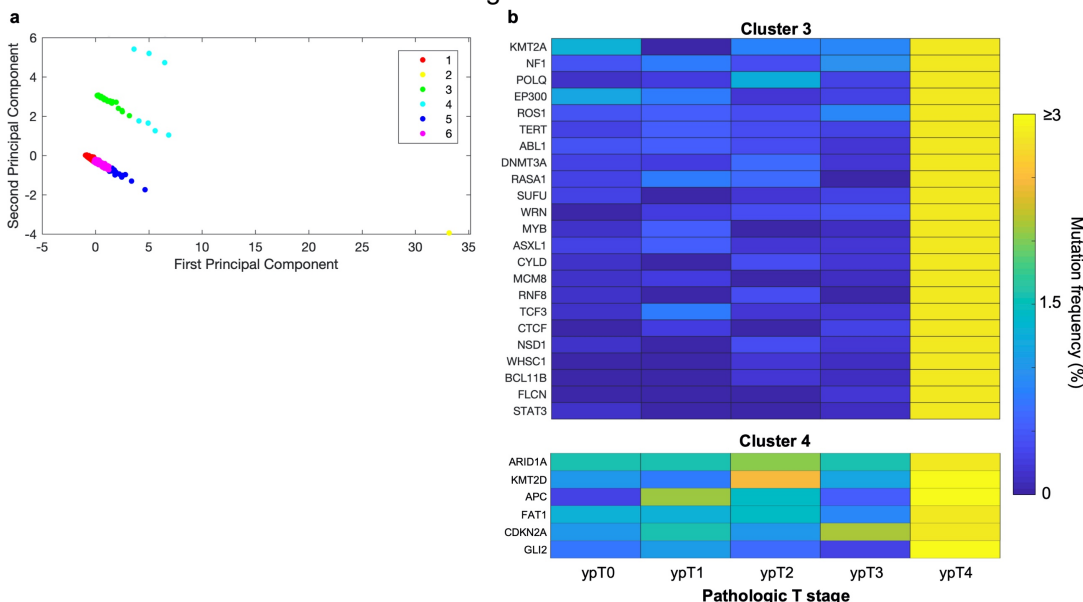 a
6
4
2
0
-2
-4
-5
0
5
10
15
20
25
30
35
Second Principal Component
First Principal Component
1
2
3
4
5
6
b
Cluster 3
KMT2A
NF1
POLQ
EP300
ROS1
TERT
ABL1
DNMT3A
RASA1
SUFU
WRN
MYB
ASXL1
CYLD
MCM8
RNF8
TCF3
CTCF
NSD1
WHSC1
BCL11B
FLCN
STAT3
Cluster 4
ARID1A
KMT2D
APC
FAT1
CDKN2A
GLI2
ypT0 ypT1 ypT2 ypT3 ypT4
Pathologic T stage
≥3
1.5
0
Mutation frequency (%)